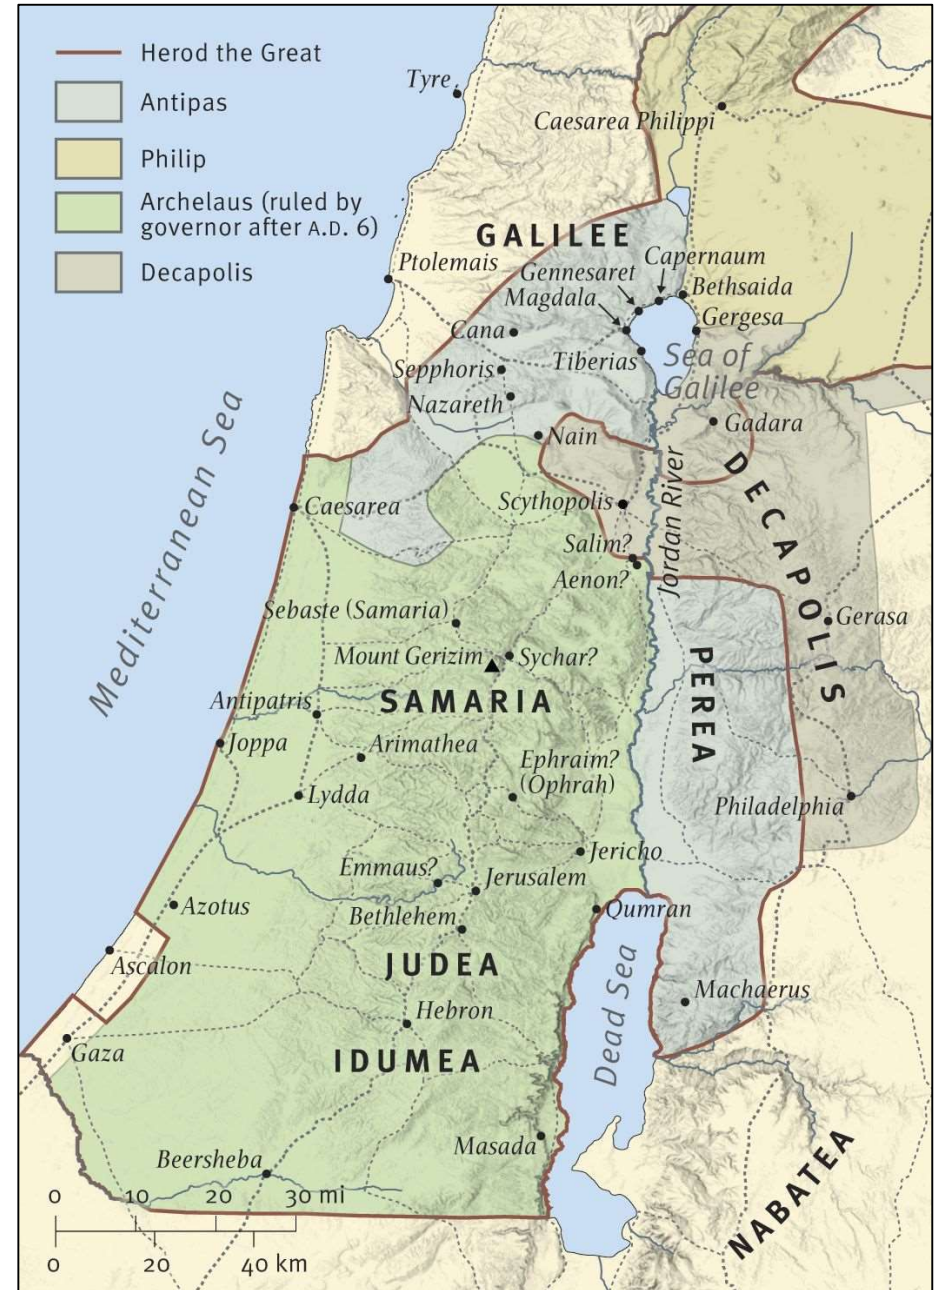 Herod the Great
Antipas
Philip
Archelaus (ruled by
governor after A.D. 6)
Decapolis
Tyre
Caesarea Philippi
GALILEE
Ptolemais
Capernaum
Gennesaret
Magdala
Bethsaida
Gergesa
Cana
Tiberias
Sea of
Galilee
Sepphoris
Nazareth
Nain
Gadara
Mediterranean Sea
Caesarea
Scythopolis
Jordan River
DECAPOLIS
Salim?
Aenon?
Sebaste (Samaria)
Gerasa
Mount Gerizim
Sychar?
PEREA
Antipatris
SAMARIA
Joppa
Arimathea
Ephraim?
(Ophrah)
Lydda
Philadelphia
Jericho
Emmaus?
Jerusalem
Azotus
Bethlehem
Qumran
Ascalon
JUDEA
Dead Sea
Machaerus
Hebron
Gaza
IDUMEA
Masada
NABATEA
Beersheba
0 10 20 30 mi
0 20 40 km